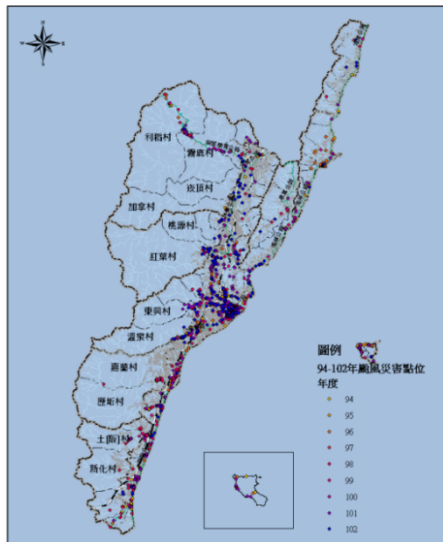 利稻村
霧鹿村
崁頂村
加拿村
桃源村
紅葉村
東興村
溫泉村
嘉蘭村
歷坵村
土坂村
新化村
圖例
94-102年颱風災害點位
年度
94
95
96
97
98
99
100
101
102